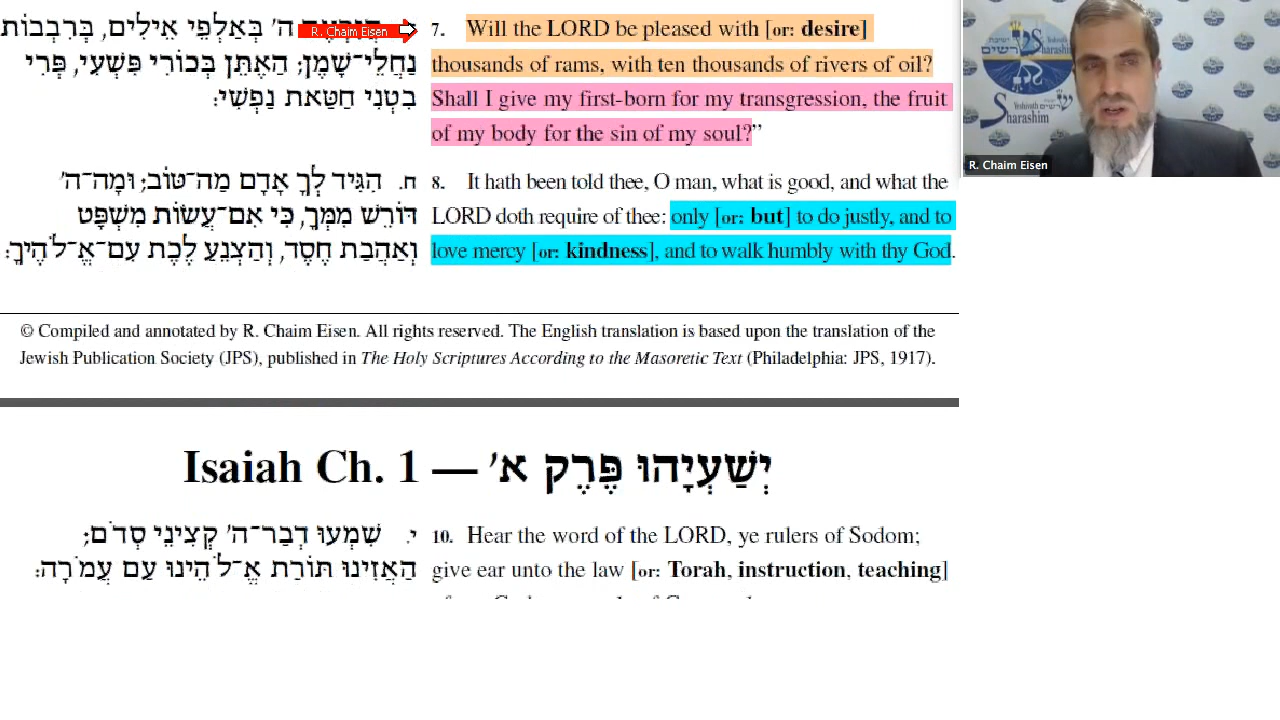 ה׳ בְּאַלְפֵי אֵילִים, בְּרִבְבוֹת
נַחֲלֵי־שָׁמֶן; הַאֶתֵּן בְּכוֹרִי פִּשְׁעִי, פְּרִי
בִטְנִי חַטַּאת נַפְשִׁי:
R. Chaim Eisen
7. Will the LORD be pleased with [or: desire]
thousands of rams, with ten thousands of rivers of oil?
Shall I give my first-born for my transgression, the fruit
of my body for the sin of my soul?”
ח. הִגִּיד לְךָ אָדָם מַה־טּוֹב; וּמָה־ה׳
דּוֹרֵשׁ מִמְּךָ, כִּי אִם־עֲשׂוֹת מִשְׁפָּט
וְאַהֲבַת חֶסֶד, וְהַצְנֵעַ לֶכֶת עִם־אֱ־לֹהֶיךָ:
8. It hath been told thee, O man, what is good, and what the
LORD doth require of thee: only [or: but] to do justly, and to
love mercy [or: kindness], and to walk humbly with thy God.
© Compiled and annotated by R. Chaim Eisen. All rights reserved. The English translation is based upon the translation of the
Jewish Publication Society (JPS), published in The Holy Scriptures According to the Masoretic Text (Philadelphia: JPS, 1917).
Isaiah Ch. 1 — יְשַׁעְיָהוּ פֶּרֶק א׳
י. שִׁמְעוּ דְבַר־ה׳ קְצִינֵי סְדֹם;
הַאֲזִינוּ תּוֹרַת אֱ־לֹהֵינוּ עַם עֲמֹרָה:
10. Hear the word of the LORD, ye rulers of Sodom;
give ear unto the law [or: Torah, instruction, teaching]
Yeshivath
Sharashim
R. Chaim Eisen